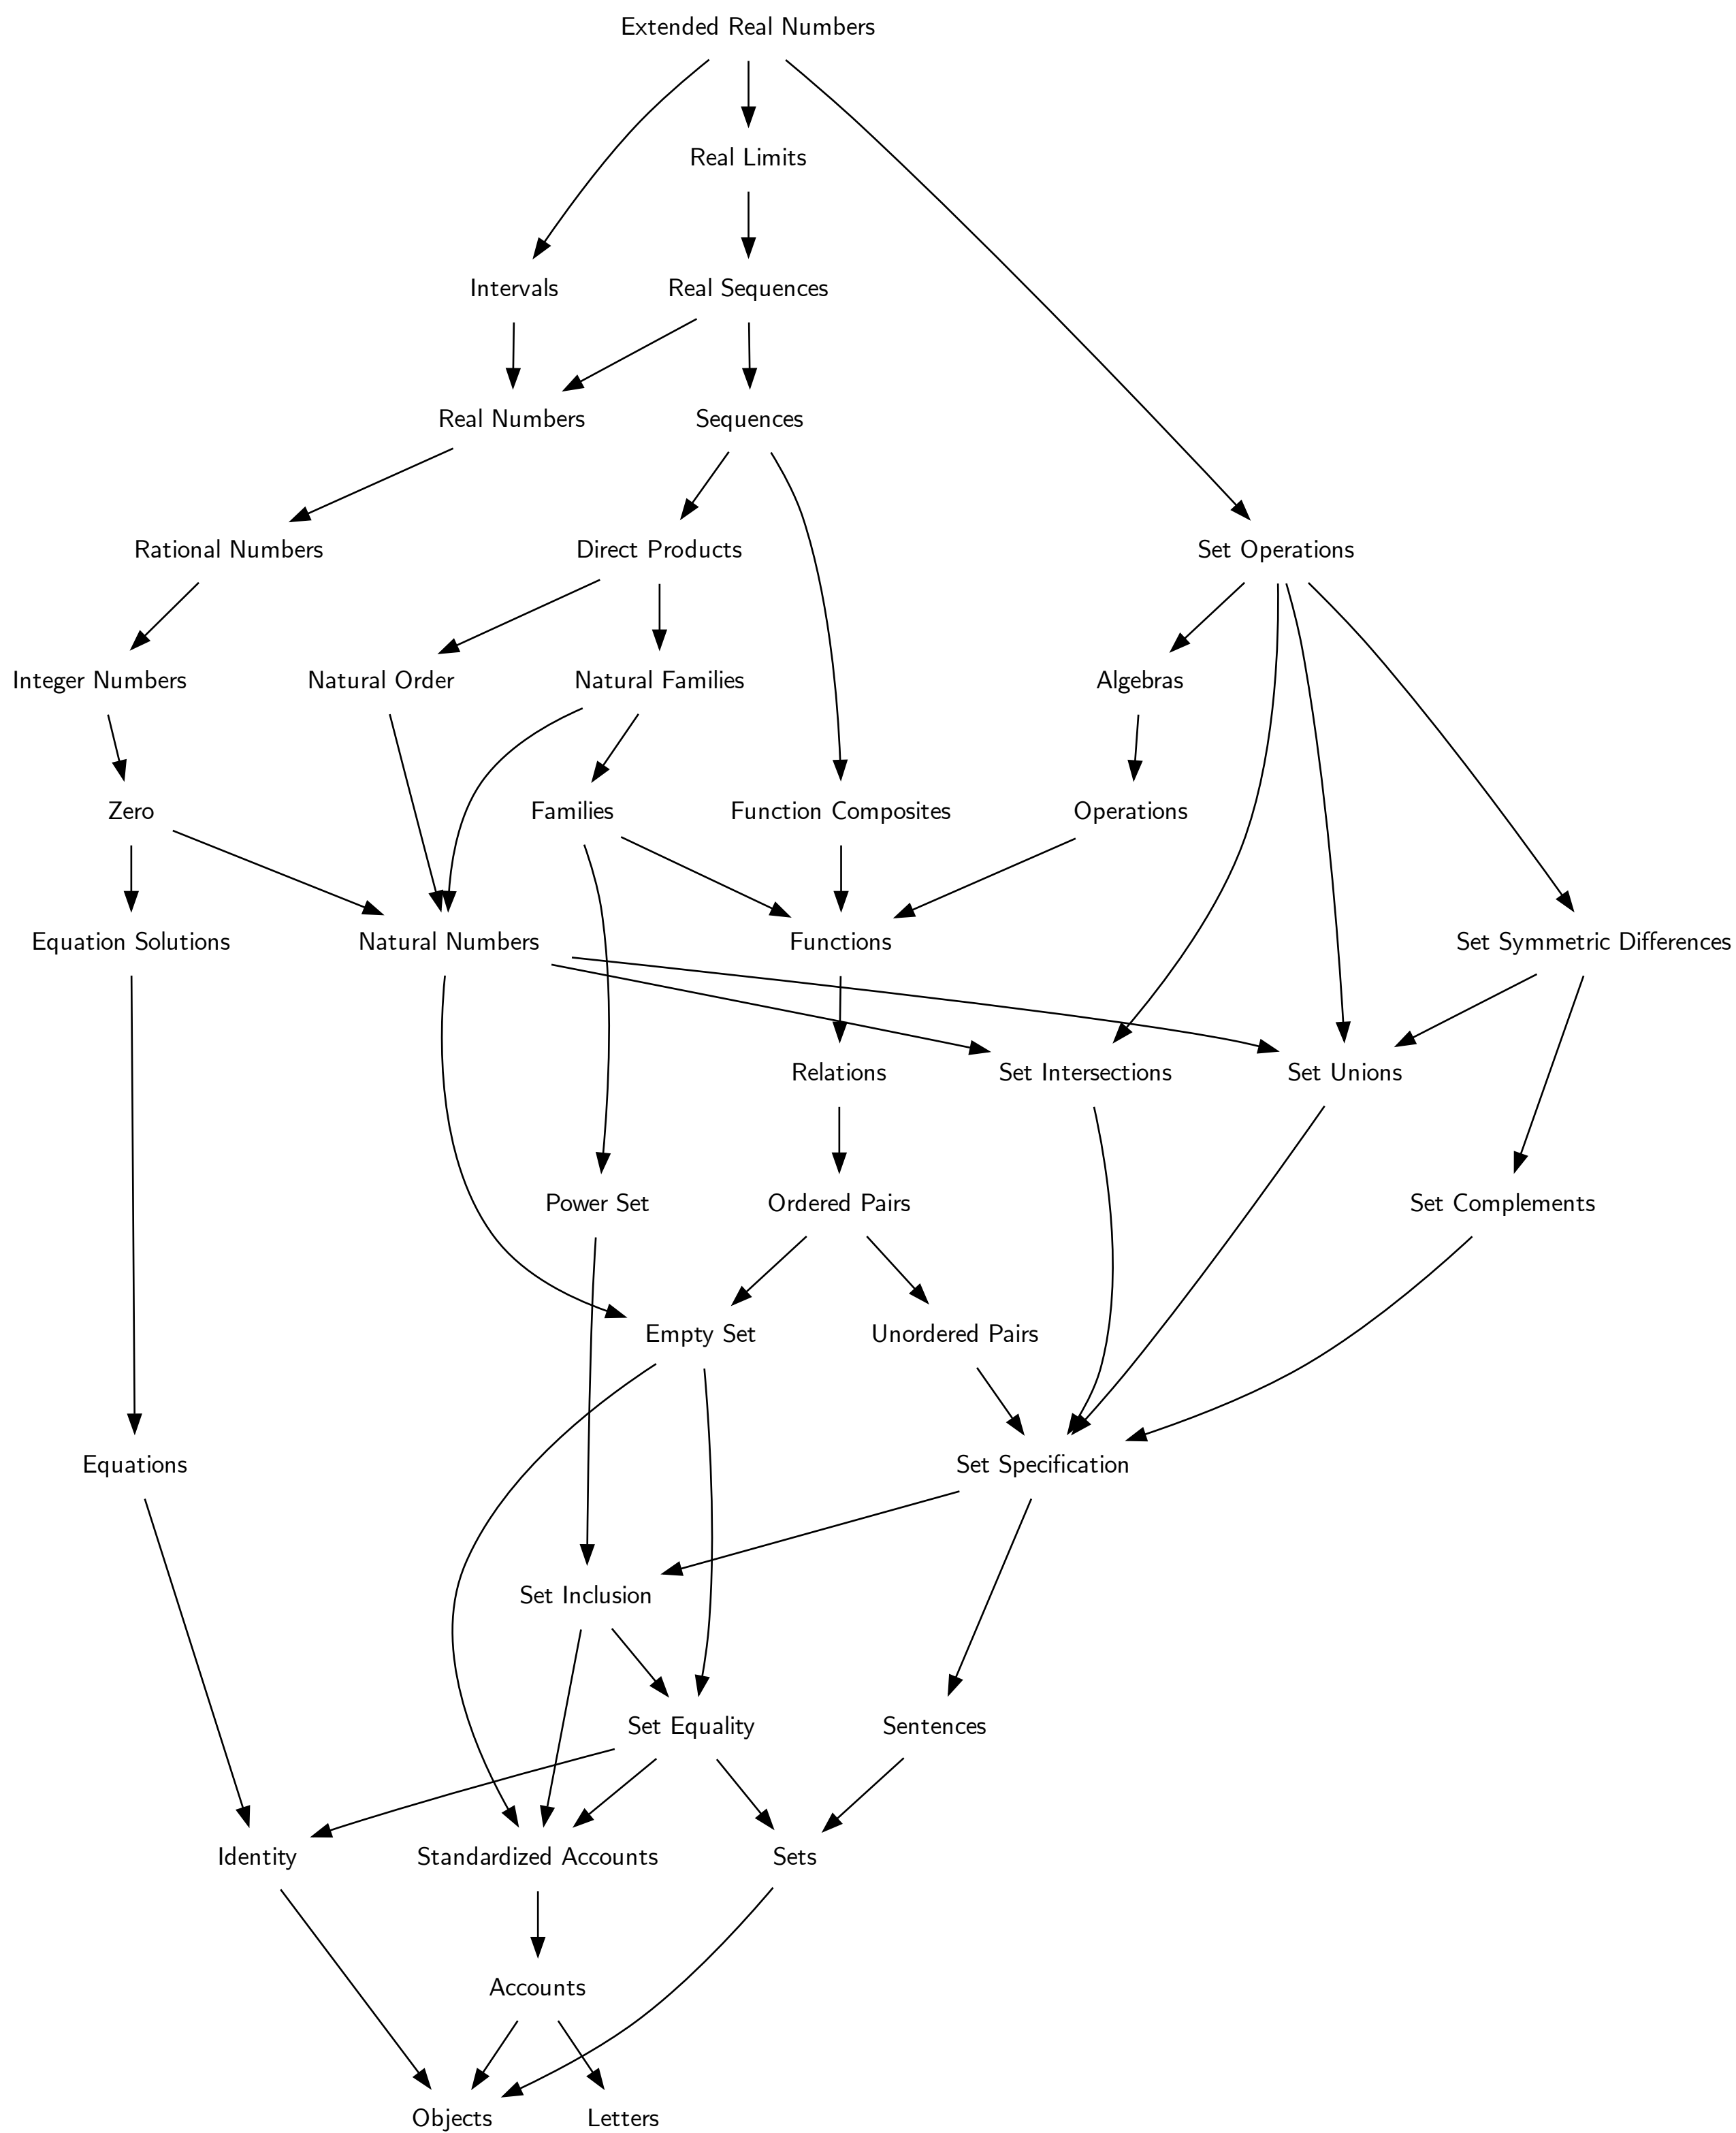 Extended Real Numbers
Real Limits
Intervals
Real Sequences
Real Numbers
Sequences
Rational Numbers
Direct Products
Set Operations
Integer Numbers
Natural Order
Natural Families
Algebras
Zero
Families
Function Composites
Operations
Equation Solutions
Natural Numbers
Functions
Set Symmetric Differences
Relations
Set Intersections
Set Unions
Power Set
Ordered Pairs
Set Complements
Empty Set
Unordered Pairs
Equations
Set Specification
Set Inclusion
Set Equality
Sentences
Identity
Standardized Accounts
Sets
Accounts
Objects
Letters